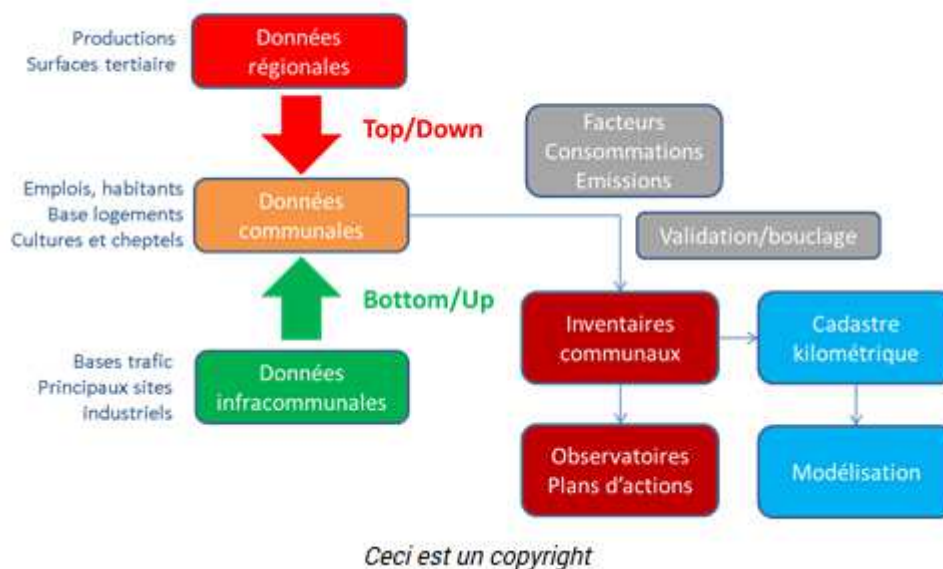 Productions
Surfaces tertiaire
Données
régionales
Top/Down
Facteurs
Consommations
Emissions
Emplois, habitants
Base logements
Cultures et cheptels
Données
communales
Validation/bouclage
Bottom/Up
Inventaires
communaux
Cadastre
kilométrique
Bases trafic
Principaux sites
industriels
Données
infracommunales
Observatoires
Plans d'actions
Modélisation
Ceci est un copyright